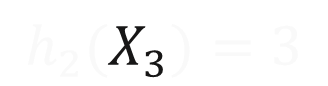 h₂(X₃) = 3